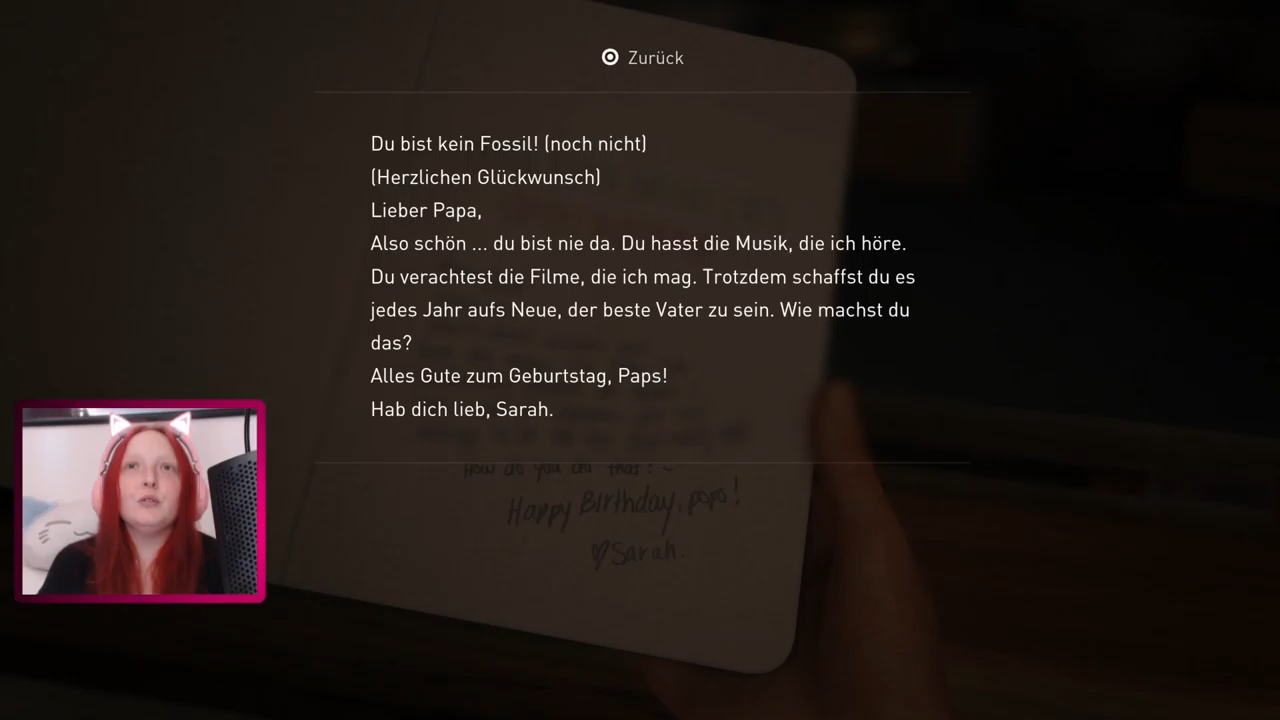 Zurück
Du bist kein Fossil! (noch nicht)
(Herzlichen Glückwunsch)
Lieber Papa,
Also schön ... du bist nie da. Du hasst die Musik, die ich höre.
Du verachtest die Filme, die ich mag. Trotzdem schaffst du es
jedes Jahr aufs Neue, der beste Vater zu sein. Wie machst du
das?
Alles Gute zum Geburtstag, Paps!
Hab dich lieb, Sarah.
How do you do that?
Happy Birthday, pops!
Sarah.